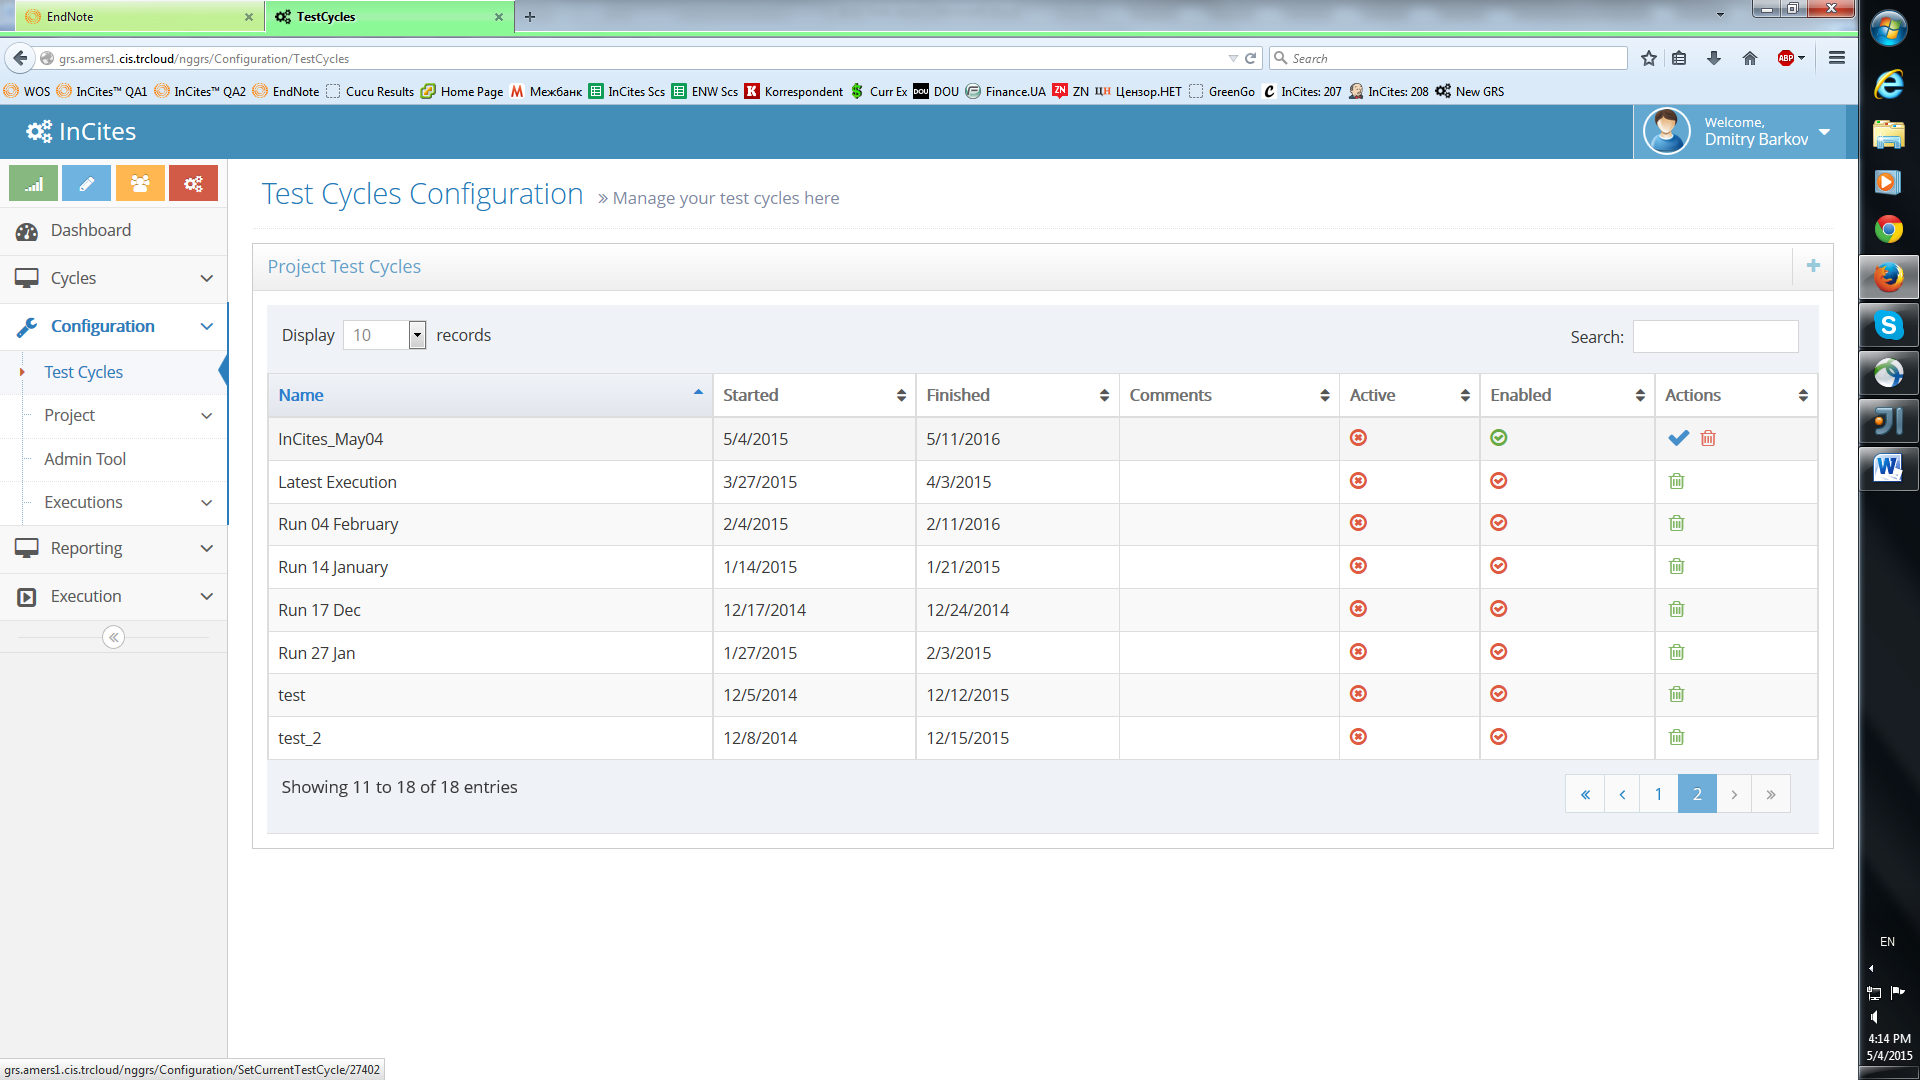 EndNote
TestCycles
grs.amers1.cis.trcloud/nggrs/Configuration/TestCycles
Search
ABP
WOS InCites™ QA1 InCites™ QA2 EndNote Cucu Results Home Page M Межбанк InCites Scs ENW Scs K Korrespondent $ Curr Ex DOU DOU Finance.UA ZN ZN ЦН Цензор.НЕТ GreenGo C InCites: 207 InCites: 208 New GRS
InCites
Welcome,
Dmitry Barkov
Dashboard
Cycles
Configuration
Test Cycles
Project
Admin Tool
Executions
Reporting
Execution
Test Cycles Configuration » Manage your test cycles here
Project Test Cycles
Display 10 records
Search:
Name Started Finished Comments Active Enabled Actions
InCites_May04 5/4/2015 5/11/2016
Latest Execution 3/27/2015 4/3/2015
Run 04 February 2/4/2015 2/11/2016
Run 14 January 1/14/2015 1/21/2015
Run 17 Dec 12/17/2014 12/24/2014
Run 27 Jan 1/27/2015 2/3/2015
test 12/5/2014 12/12/2015
test_2 12/8/2014 12/15/2015
Showing 11 to 18 of 18 entries
« ‹ 1 2 › »
grs.amers1.cis.trcloud/nggrs/Configuration/SetCurrentTestCycle/27402
EN
4:14 PM
5/4/2015